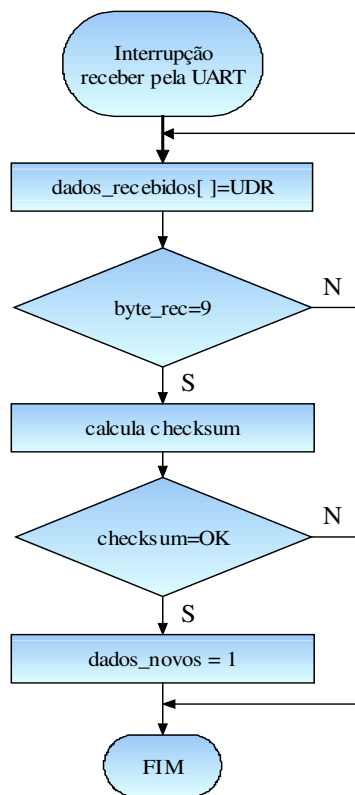 Interrupção
receber pela UART
dados_recebidos[ ]=UDR
byte_rec=9
N
S
calcula checksum
checksum=OK
N
S
dados_novos = 1
FIM